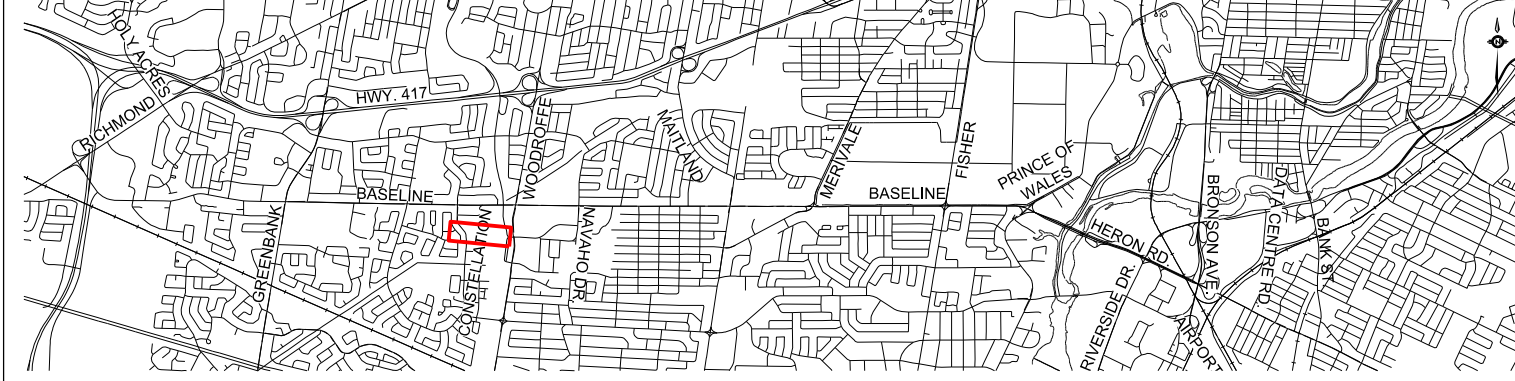 HOLY ACRES
RICHMOND
HWY. 417
WOODROFFE
MAITLAND
MERIVALE
FISHER
PRINCE OF
WALES
BASELINE
BASELINE
GREENBANK
CONSTELLATION
NAVAHO DR.
HERON RD.
RIVERSIDE DR.
AIRPORT
BRONSON AVE.
DATA CENTRE RD.
BANK ST.
N